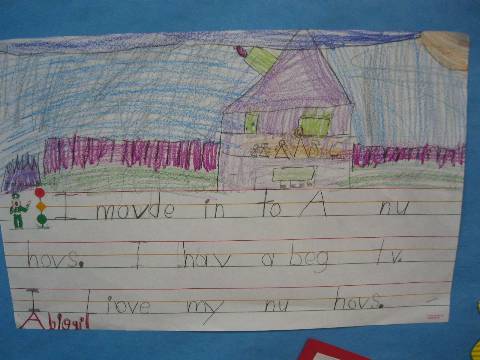 I movde in to A nu
hovs. I hav a beg tv.
I love my nu hovs.
Abigail